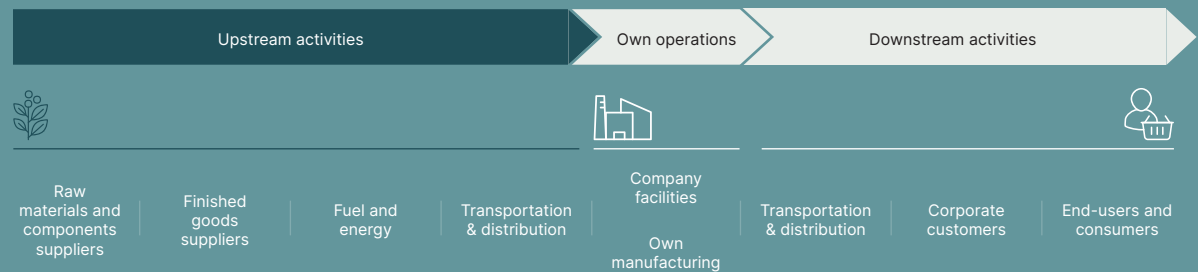 Upstream activities
Own operations
Downstream activities
Raw
materials and
components
suppliers
Finished
goods
suppliers
Fuel and
energy
Transportation
& distribution
Company
facilities
Own
manufacturing
Transportation
& distribution
Corporate
customers
End-users and
consumers